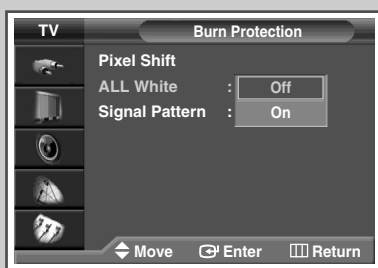 TV Burn Protection
Pixel Shift
ALL White : Off
Signal Pattern : On
Move Enter Return